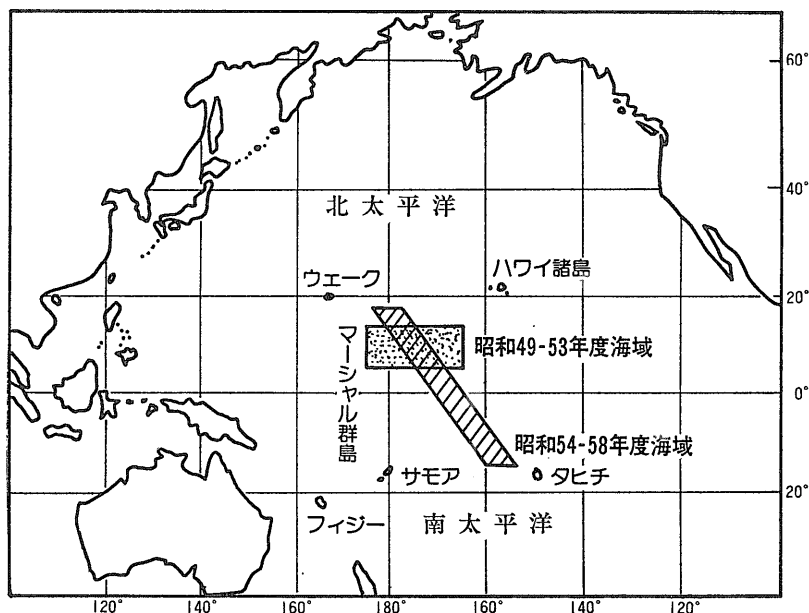 60°
北太平洋
40°
ウェーク
ハワイ諸島
20°
マーシャル群島
昭和49-53年度海域
0°
昭和54-58年度海域
サモア
タヒチ
20°
フィジー
南太平洋
120°
140°
160°
180°
160°
140°
120°